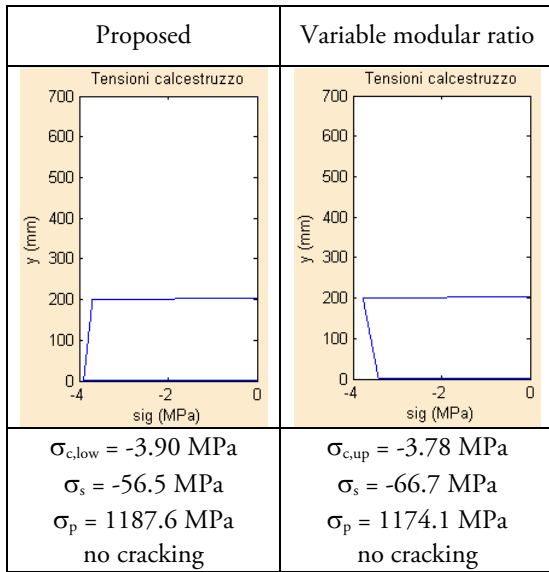 Proposed
Variable modular ratio
Tensioni calcestruzzo
700
600
500
400
300
200
100
0
y (mm)
-4
-2
0
sig (MPa)
Tensioni calcestruzzo
700
600
500
400
300
200
100
0
y (mm)
-4
-2
0
sig (MPa)
σc,low = -3.90 MPa
σs = -56.5 MPa
σp = 1187.6 MPa
no cracking
σc,up = -3.78 MPa
σs = -66.7 MPa
σp = 1174.1 MPa
no cracking